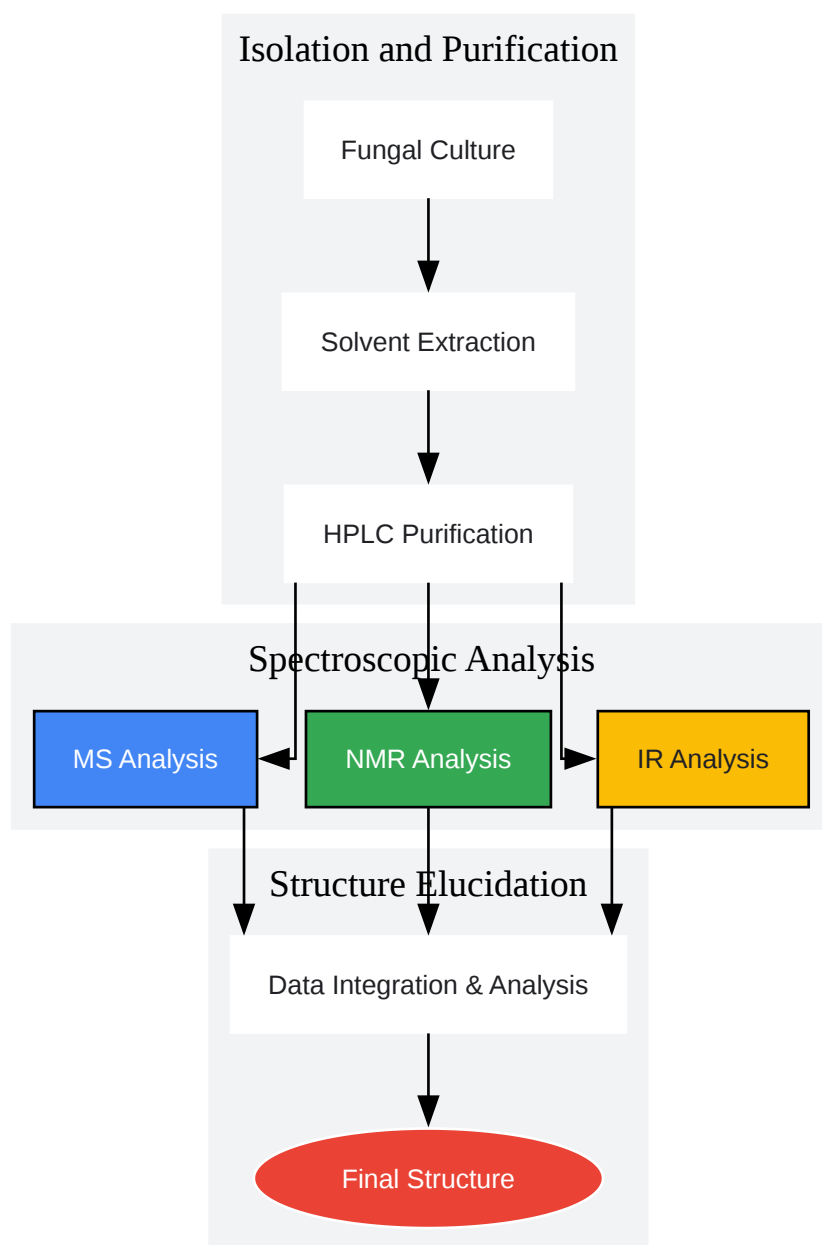 Isolation and Purification
Fungal Culture
Solvent Extraction
HPLC Purification
Spectroscopic Analysis
MS Analysis
NMR Analysis
IR Analysis
Structure Elucidation
Data Integration & Analysis
Final Structure